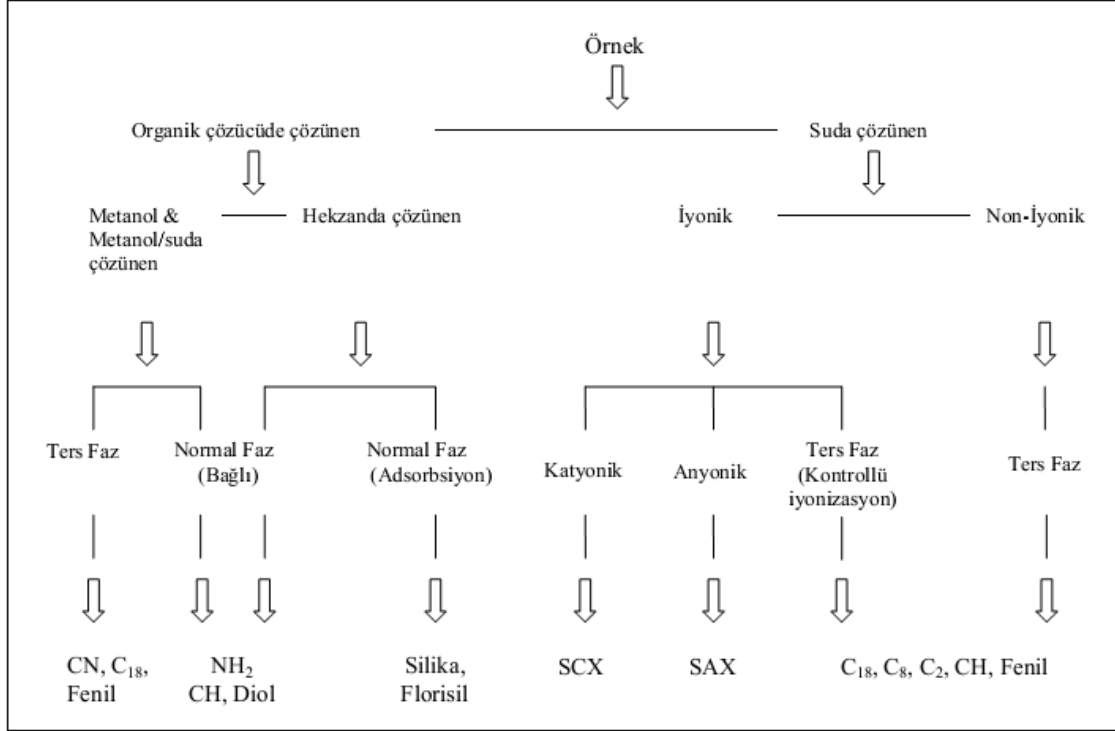 Örnek
Organik çözücüde çözünen
Suda çözünen
Metanol &
Metanol/suda
çözünen
Hekzanda çözünen
İyonik
Non-İyonik
Ters Faz
Normal Faz
(Bağlı)
Normal Faz
(Adsorbsiyon)
Katyonik
Anyonik
Ters Faz
(Kontrollü
iyonizasyon)
Ters Faz
CN, C₁₈,
Fenil
NH₂
CH, Diol
Silika,
Florisil
SCX
SAX
C₁₈, C₈, C₂, CH, Fenil